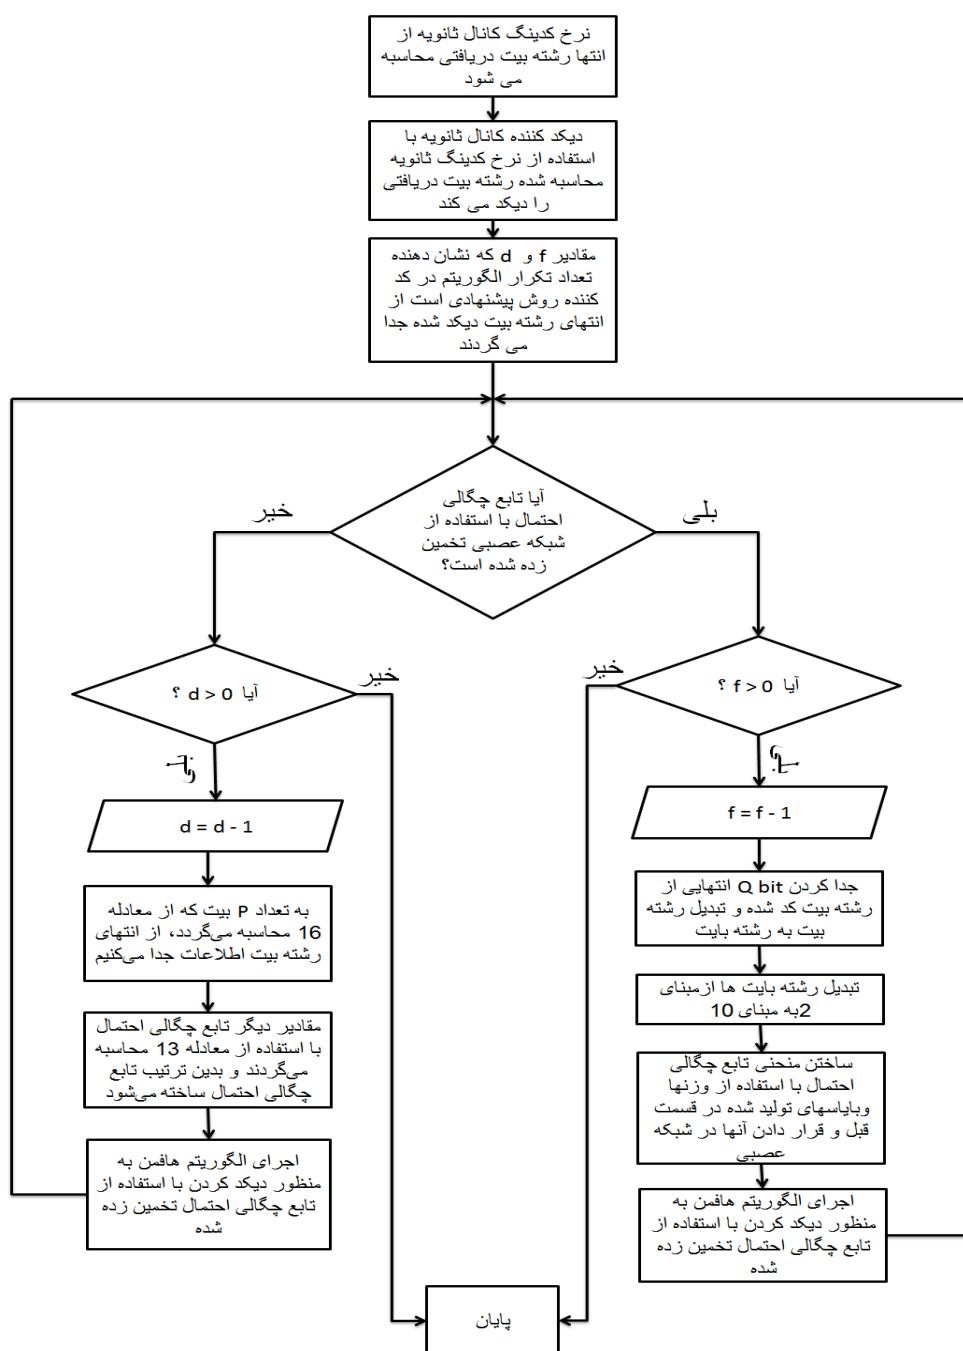 نرخ کدینگ کانال ثانویه از
انتها رشته بیت دریافتی محاسبه
می شود
دیکد کننده کانال ثانویه با
استفاده از نرخ کدینگ ثانویه
محاسبه شده رشته بیت دریافتی
را دیکد می کند
مقادیر f و d که نشان دهنده
تعداد تکرار الگوریتم در کد
کننده روش پیشنهادی است از
انتهای رشته بیت دیکد شده جدا
می گردند
آیا تابع چگالی
احتمال با استفاده از
شبکه عصبی تخمین
زده شده است؟
بلی
خیر
آیا f > 0 ؟
خیر
بلی
f = f - 1
جدا کردن Q bit انتهایی از
رشته بیت کد شده و تبدیل رشته
بیت به رشته بایت
تبدیل رشته بایت ها ازمبنای
2به مبنای 10
ساختن منحنی تابع چگالی
احتمال با استفاده از وزنها
وبایاسهای تولید شده در قسمت
قبل و قرار دادن آنها در شبکه
عصبی
اجرای الگوریتم هافمن به
منظور دیکد کردن با استفاده از
تابع چگالی احتمال تخمین زده
شده
آیا d > 0 ؟
خیر
بلی
d = d - 1
به تعداد P بیت که از معادله
16 محاسبه می‌گردد، از انتهای
رشته بیت اطلاعات جدا می‌کنیم
مقادیر دیگر تابع چگالی احتمال
با استفاده از معادله 13 محاسبه
می‌گردند و بدین ترتیب تابع
چگالی احتمال ساخته می‌شود
اجرای الگوریتم هافمن به
منظور دیکد کردن با استفاده از
تابع چگالی احتمال تخمین زده
شده
پایان